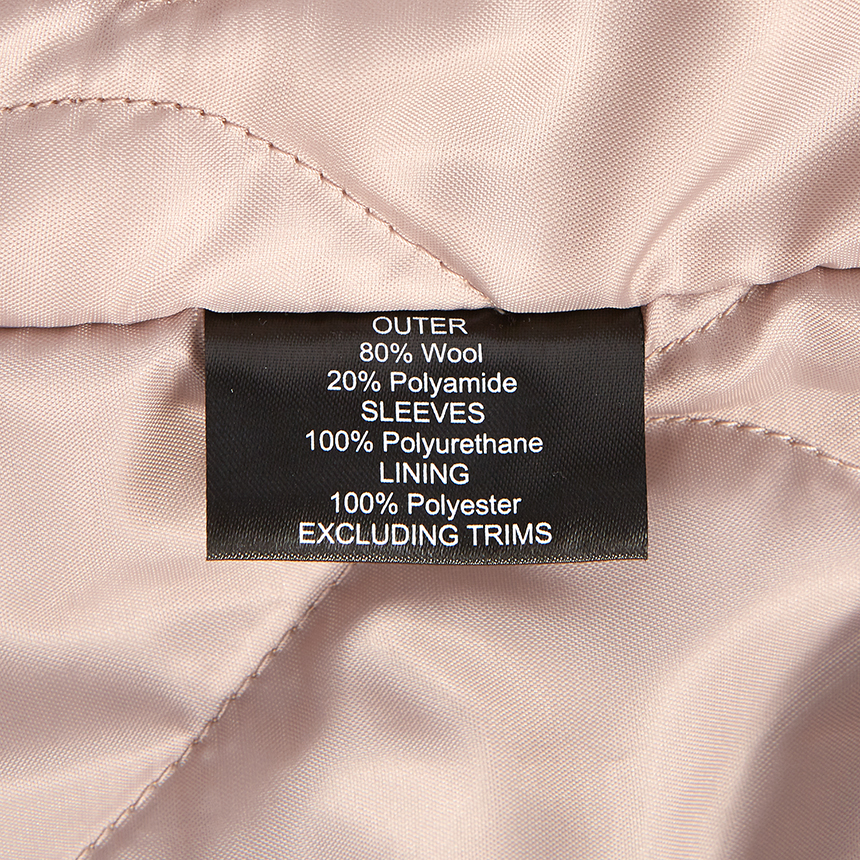 OUTER
80% Wool
20% Polyamide
SLEEVES
100% Polyurethane
LINING
100% Polyester
EXCLUDING TRIMS